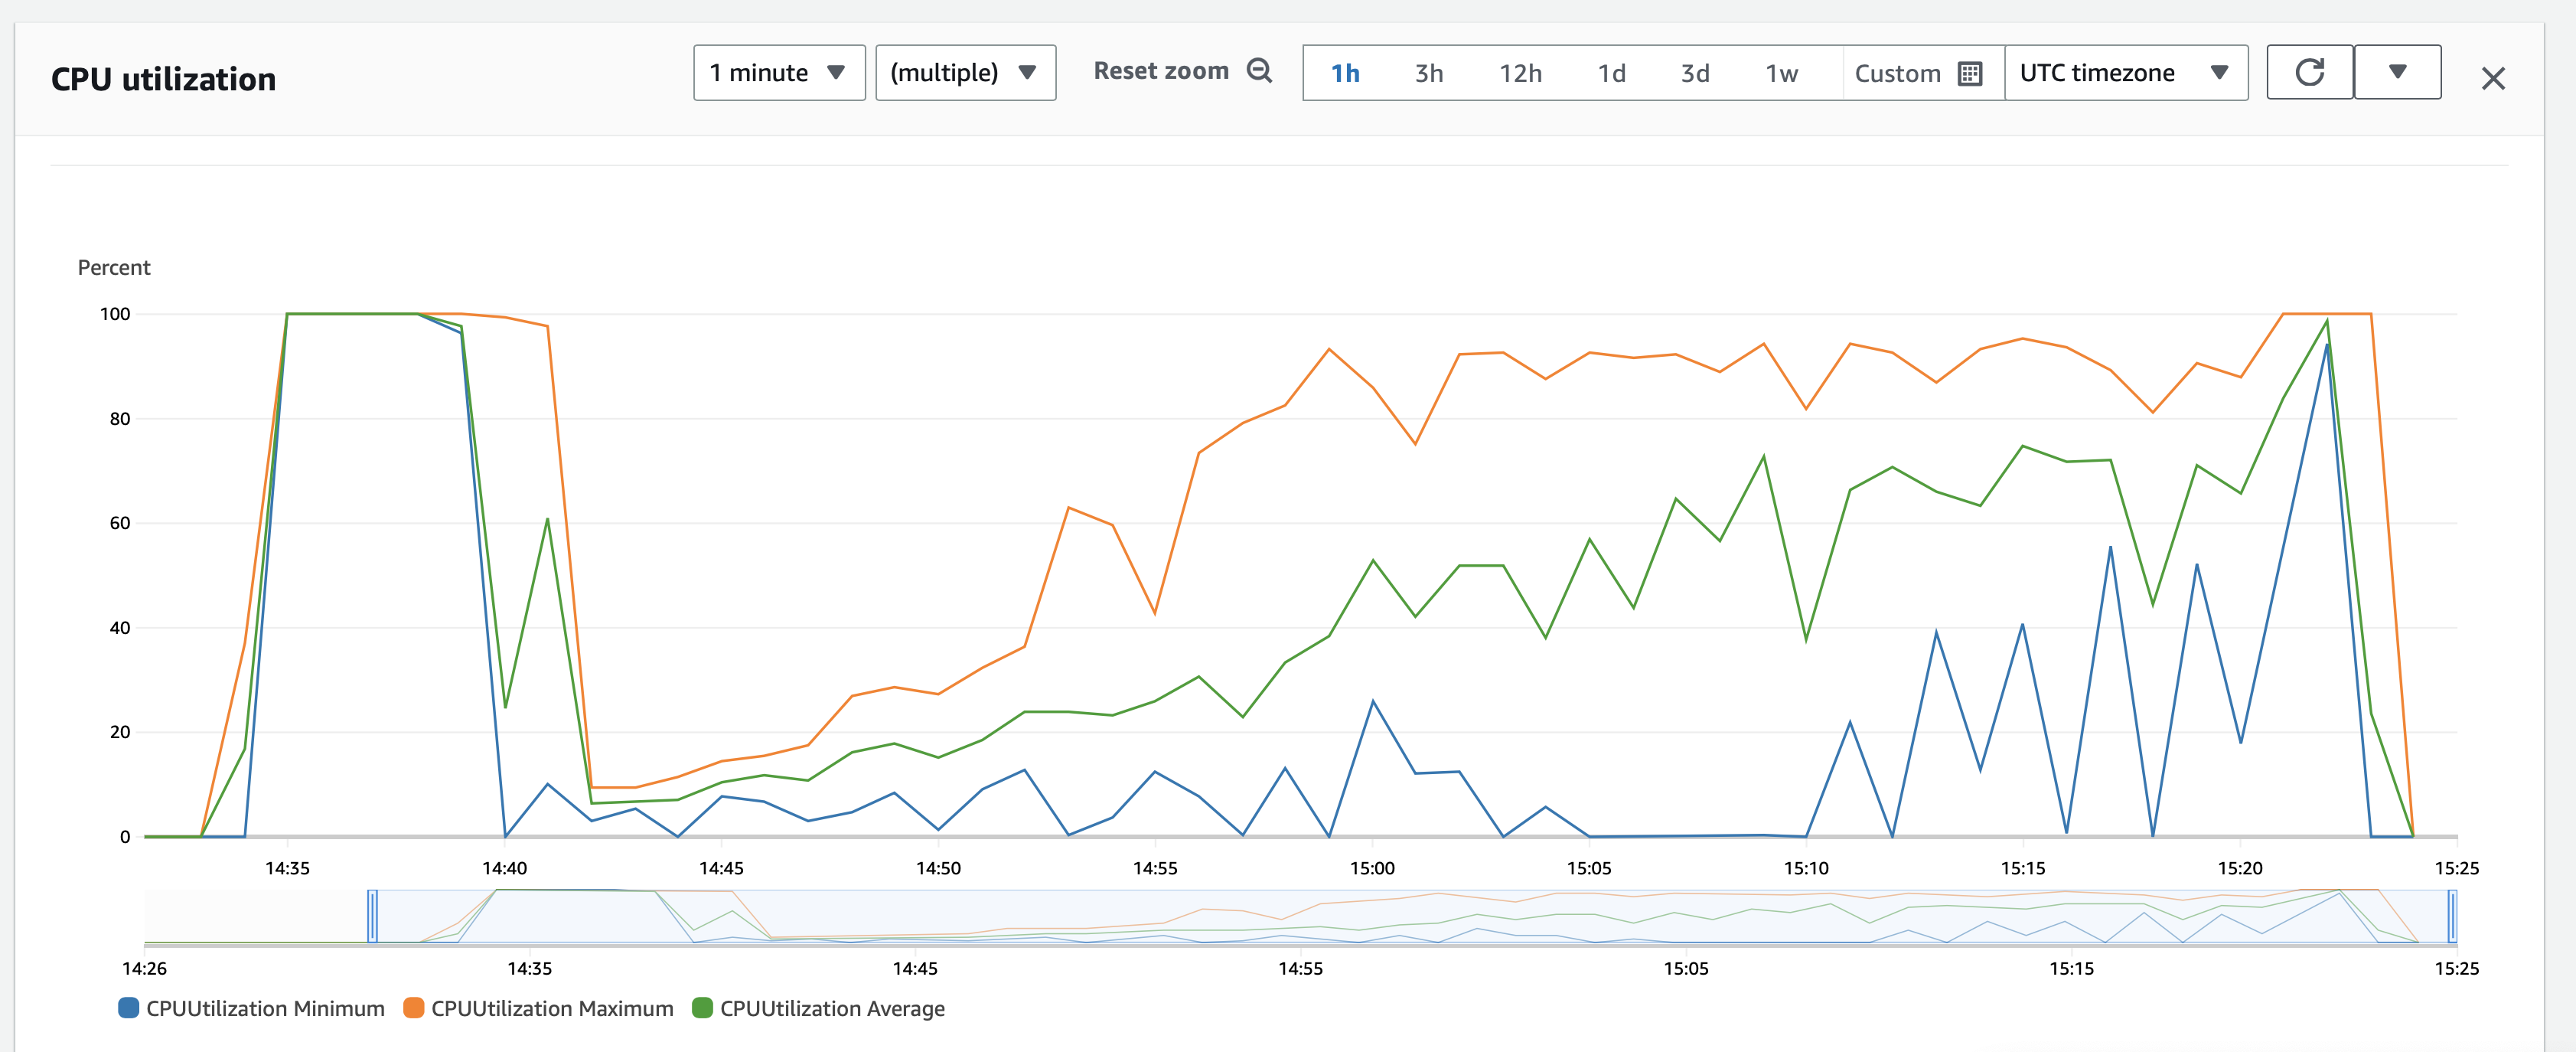 CPU utilization 1 minute (multiple) Reset zoom 1h 3h 12h 1d 3d 1w Custom UTC timezone
Percent
100
80
60
40
20
0
14:35 14:40 14:45 14:50 14:55 15:00 15:05 15:10 15:15 15:20 15:25
14:26 14:35 14:45 14:55 15:05 15:15 15:25
CPUUtilization Minimum CPUUtilization Maximum CPUUtilization Average